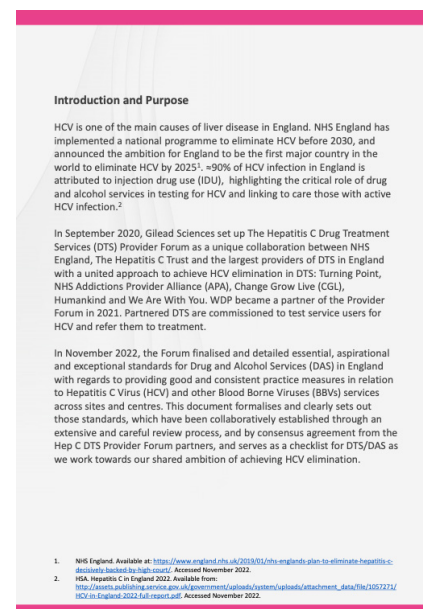 Introduction and Purpose
HCV is one of the main causes of liver disease in England. NHS England has
implemented a national programme to eliminate HCV before 2030, and
announced the ambition for England to be the first major country in the
world to eliminate HCV by 2025¹. ≈90% of HCV infection in England is
attributed to injection drug use (IDU), highlighting the critical role of drug
and alcohol services in testing for HCV and linking to care those with active
HCV infection.²
In September 2020, Gilead Sciences set up The Hepatitis C Drug Treatment
Services (DTS) Provider Forum as a unique collaboration between NHS
England, The Hepatitis C Trust and the largest providers of DTS in England
with a united approach to achieve HCV elimination in DTS: Turning Point,
NHS Addictions Provider Alliance (APA), Change Grow Live (CGL),
Humankind and We Are With You. WDP became a partner of the Provider
Forum in 2021. Partnered DTS are commissioned to test service users for
HCV and refer them to treatment.
In November 2022, the Forum finalised and detailed essential, aspirational
and exceptional standards for Drug and Alcohol Services (DAS) in England
with regards to providing good and consistent practice measures in relation
to Hepatitis C Virus (HCV) and other Blood Borne Viruses (BBVs) services
across sites and centres. This document formalises and clearly sets out
those standards, which have been collaboratively established through an
extensive and careful review process, and by consensus agreement from the
Hep C DTS Provider Forum partners, and serves as a checklist for DTS/DAS as
we work towards our shared ambition of achieving HCV elimination.
1. NHS England. Available at: https://www.england.nhs.uk/2019/01/nhs-englands-plan-to-eliminate-hepatitis-c-
decisively-backed-by-high-court/. Accessed November 2022.
2. HSA. Hepatitis C in England 2022. Available from:
http://assets.publishing.service.gov.uk/government/uploads/system/uploads/attachment_data/file/1057271/
HCV-in-England-2022-full-report.pdf. Accessed November 2022.